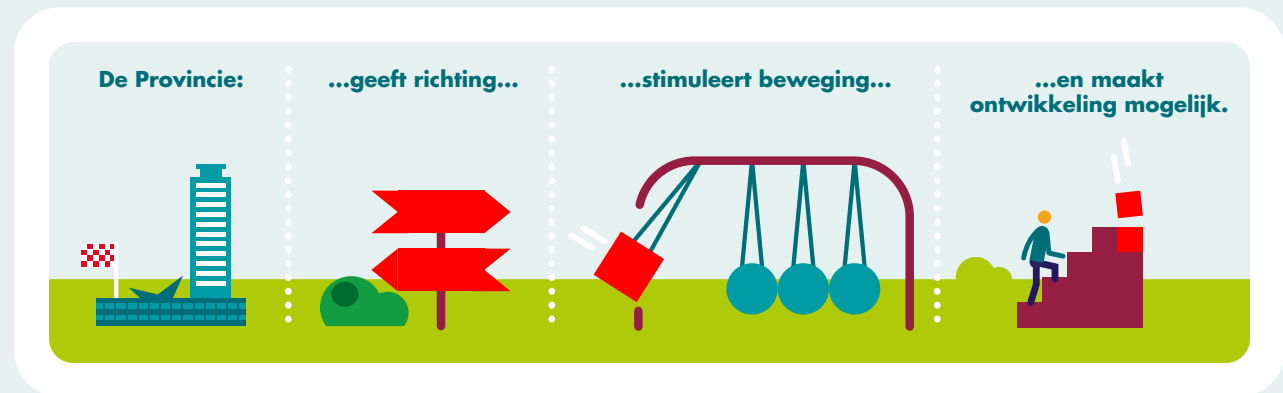 De Provincie:
...geeft richting...
...stimuleert beweging...
...en maakt
ontwikkeling mogelijk.